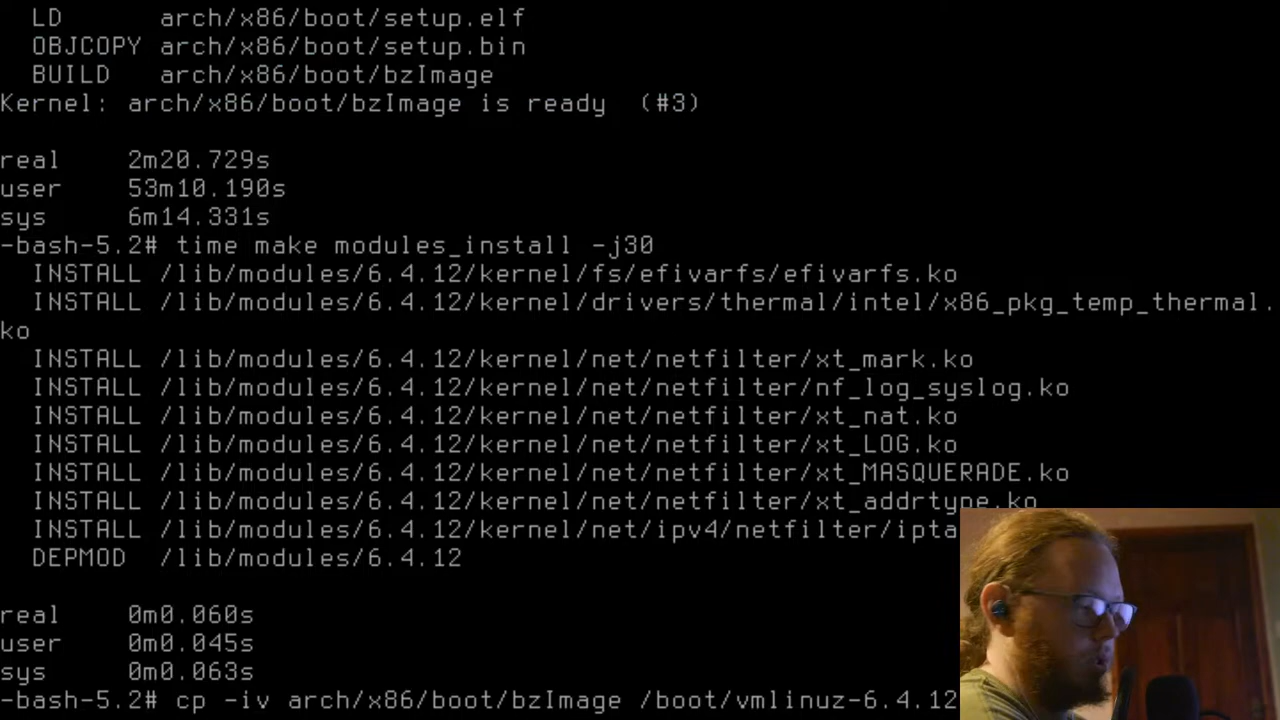 LD      arch/x86/boot/setup.elf
OBJCOPY arch/x86/boot/setup.bin
BUILD   arch/x86/boot/bzImage
Kernel: arch/x86/boot/bzImage is ready  (#3)
real    2m20.729s
user    53m10.190s
sys     6m14.331s
-bash-5.2# time make modules_install -j30
INSTALL /lib/modules/6.4.12/kernel/fs/efivarfs/efivarfs.ko
INSTALL /lib/modules/6.4.12/kernel/drivers/thermal/intel/x86_pkg_temp_thermal.
ko
INSTALL /lib/modules/6.4.12/kernel/net/netfilter/xt_mark.ko
INSTALL /lib/modules/6.4.12/kernel/net/netfilter/nf_log_syslog.ko
INSTALL /lib/modules/6.4.12/kernel/net/netfilter/xt_nat.ko
INSTALL /lib/modules/6.4.12/kernel/net/netfilter/xt_LOG.ko
INSTALL /lib/modules/6.4.12/kernel/net/netfilter/xt_MASQUERADE.ko
INSTALL /lib/modules/6.4.12/kernel/net/netfilter/xt_addrtype.ko
INSTALL /lib/modules/6.4.12/kernel/net/ipv4/netfilter/ipta
DEPMOD  /lib/modules/6.4.12
real    0m0.060s
user    0m0.045s
sys     0m0.063s
-bash-5.2# cp -iv arch/x86/boot/bzImage /boot/vmlinuz-6.4.12